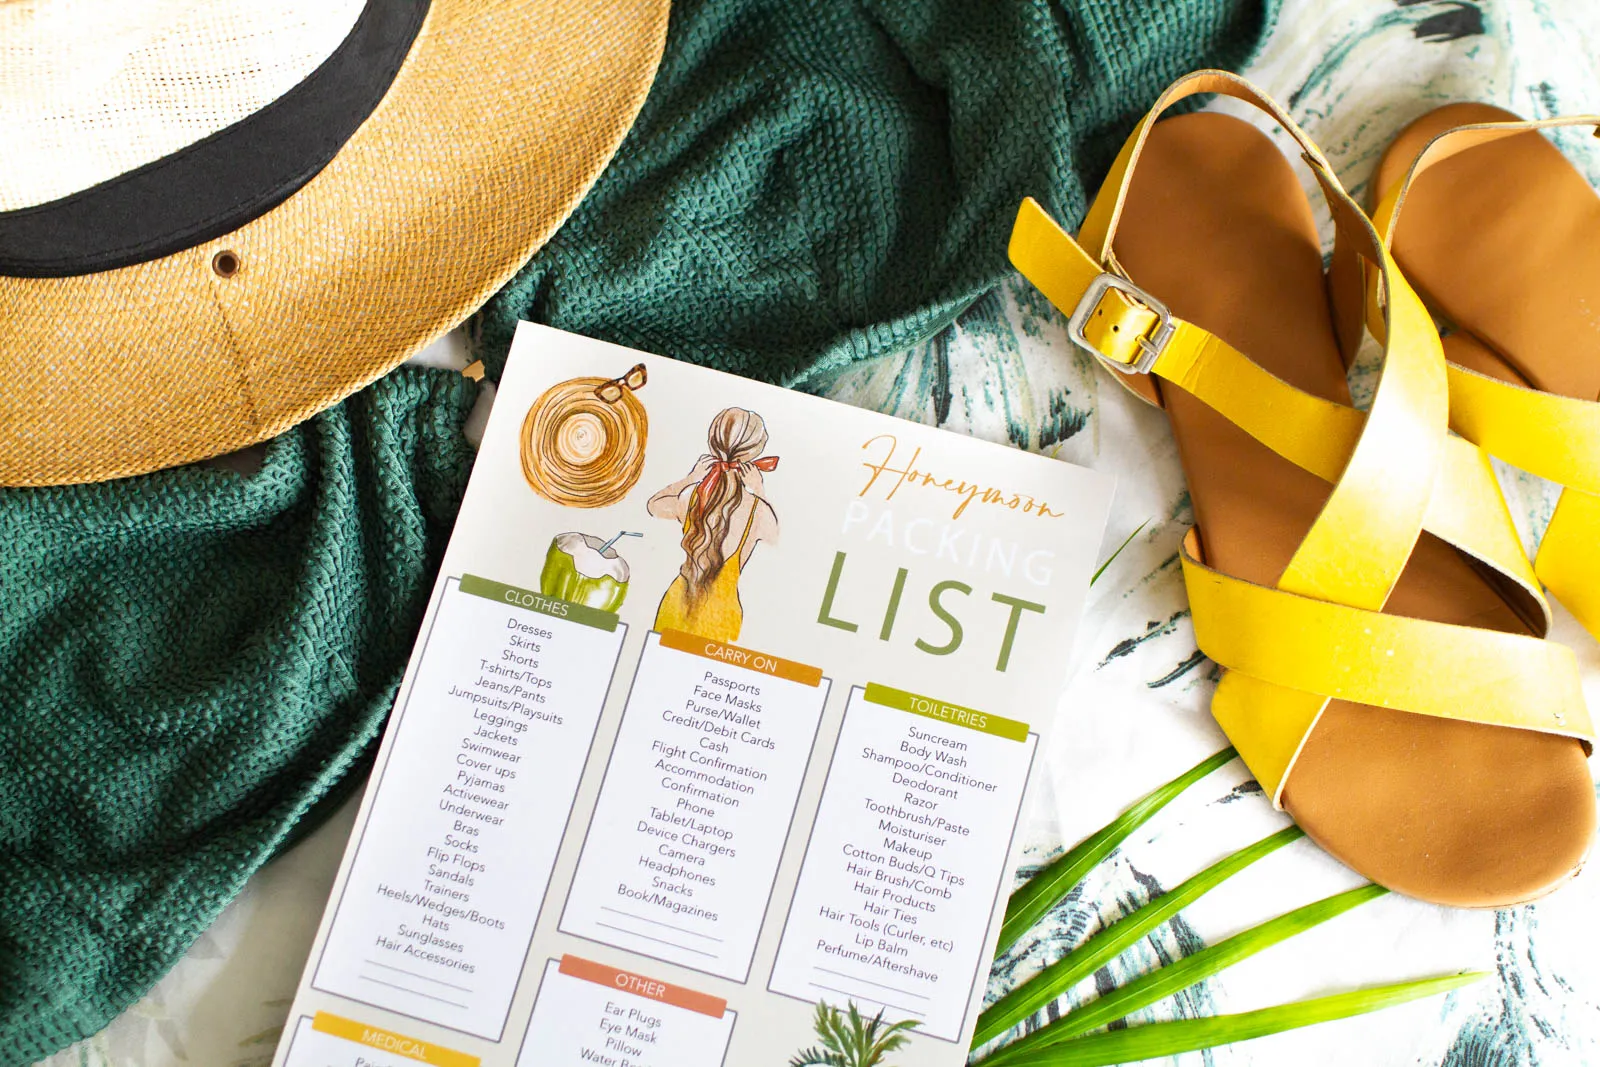 Honeymoon
PACKING
LIST
CLOTHES
Dresses
Skirts
Shorts
T-shirts/Tops
Jeans/Pants
Jumpsuits/Playsuits
Leggings
Jackets
Swimwear
Cover ups
Pyjamas
Activewear
Underwear
Bras
Socks
Flip Flops
Sandals
Trainers
Heels/Wedges/Boots
Hats
Sunglasses
Hair Accessories
CARRY ON
Passports
Face Masks
Purse/Wallet
Credit/Debit Cards
Cash
Flight Confirmation
Accommodation
Confirmation
Phone
Tablet/Laptop
Device Chargers
Camera
Headphones
Snacks
Book/Magazines
TOILETRIES
Suncream
Body Wash
Shampoo/Conditioner
Deodorant
Razor
Toothbrush/Paste
Moisturiser
Makeup
Cotton Buds/Q Tips
Hair Brush/Comb
Hair Products
Hair Ties
Hair Tools (Curler, etc)
Lip Balm
Perfume/Aftershave
OTHER
Ear Plugs
Eye Mask
Pillow
Water
MEDICAL